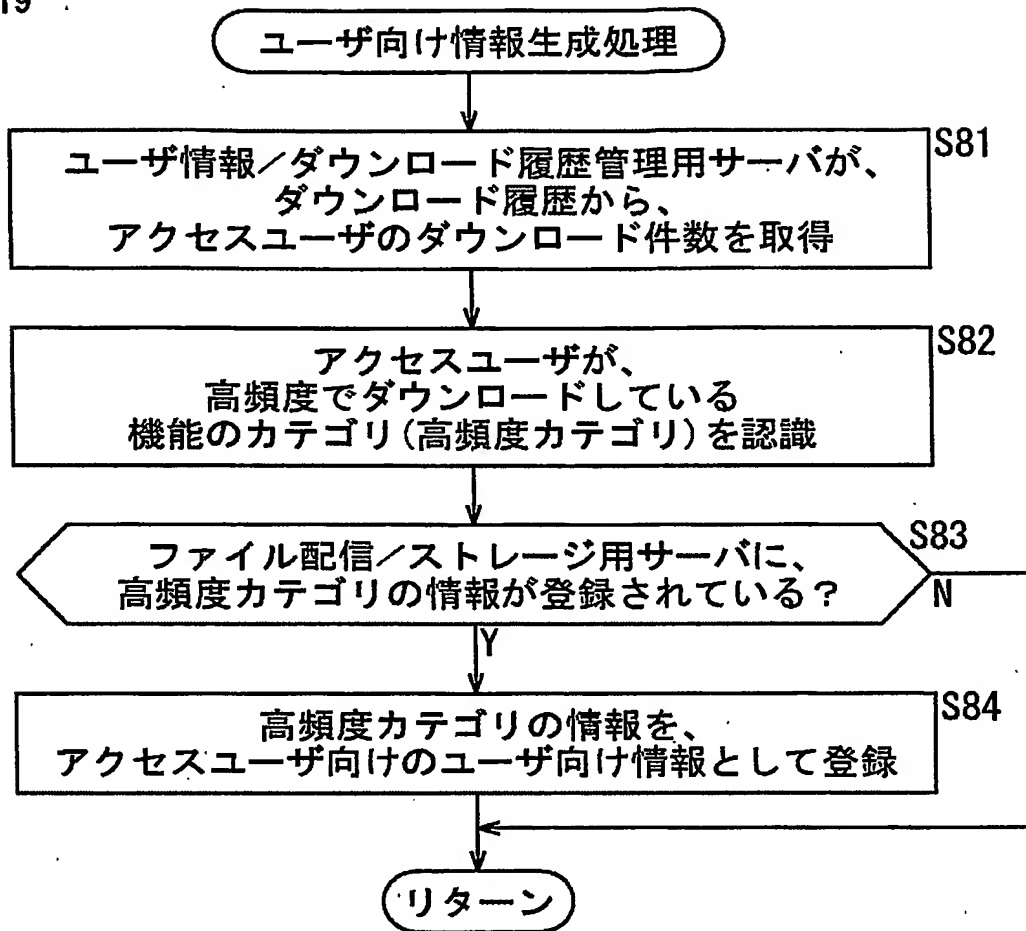 19
ユーザ向け情報生成処理
S81
ユーザ情報/ダウンロード履歴管理用サーバが、
ダウンロード履歴から、
アクセスユーザのダウンロード件数を取得
S82
アクセスユーザが、
高頻度でダウンロードしている
機能のカテゴリ(高頻度カテゴリ)を認識
S83
ファイル配信/ストレージ用サーバに、
高頻度カテゴリの情報が登録されている?
N
Y
S84
高頻度カテゴリの情報を、
アクセスユーザ向けのユーザ向け情報として登録
リターン